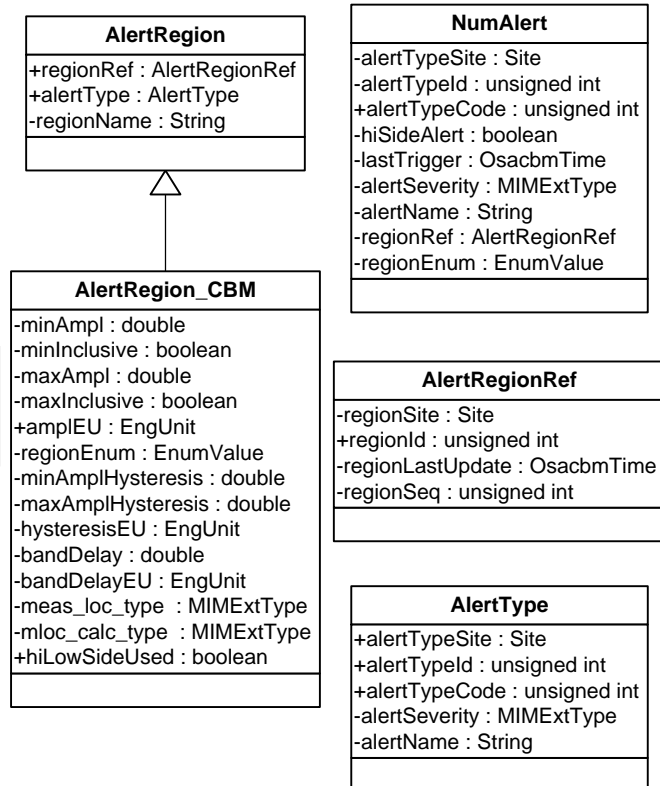 AlertRegion
+regionRef : AlertRegionRef
+alertType : AlertType
-regionName : String
AlertRegion_CBM
-minAmpl : double
-minInclusive : boolean
-maxAmpl : double
-maxInclusive : boolean
+amplEU : EngUnit
-regionEnum : EnumValue
-minAmplHysteresis : double
-maxAmplHysteresis : double
-hysteresisEU : EngUnit
-bandDelay : double
-bandDelayEU : EngUnit
-meas_loc_type : MIMExtType
-mloc_calc_type : MIMExtType
+hiLowSideUsed : boolean
NumAlert
-alertTypeSite : Site
-alertTypeId : unsigned int
+alertTypeCode : unsigned int
-hiSideAlert : boolean
-lastTrigger : OsacbmTime
-alertSeverity : MIMExtType
-alertName : String
-regionRef : AlertRegionRef
-regionEnum : EnumValue
AlertRegionRef
-regionSite : Site
+regionId : unsigned int
-regionLastUpdate : OsacbmTime
-regionSeq : unsigned int
AlertType
+alertTypeSite : Site
+alertTypeId : unsigned int
+alertTypeCode : unsigned int
-alertSeverity : MIMExtType
-alertName : String